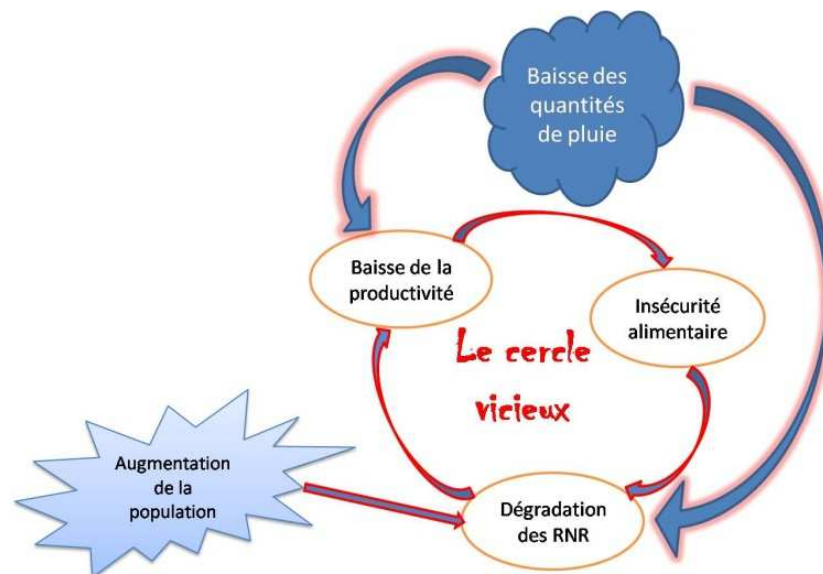 Baisse des
quantités
de pluie
Baisse de la
productivité
Insécurité
alimentaire
Le cercle
vicieux
Augmentation
de la
population
Dégradation
des RNR